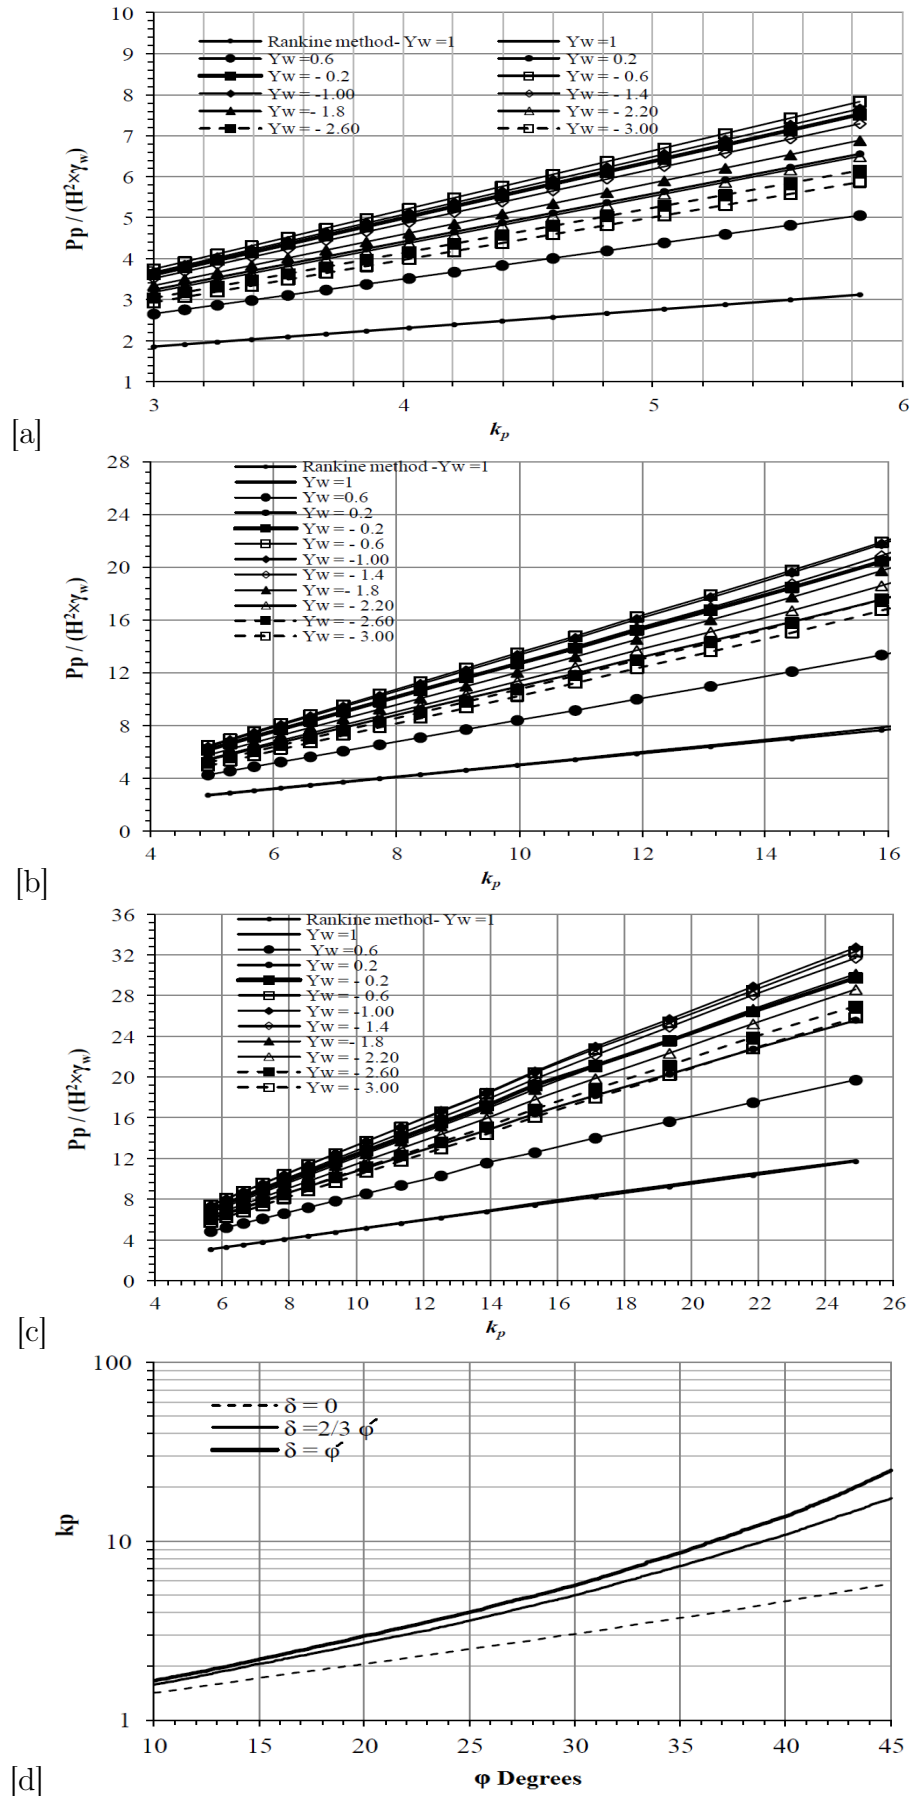 10
9
8
7
6
5
4
3
2
1
Pp / (H²×γw)
Rankine method- Yw =1
Yw =1
Yw =0.6
Yw = 0.2
Yw = - 0.2
Yw = - 0.6
Yw = -1.00
Yw = - 1.4
Yw = - 1.8
Yw = - 2.20
Yw = - 2.60
Yw = - 3.00
3 4 5 6
kp
[a]
28
24
20
16
12
8
4
0
Pp / (H²×γw)
Rankine method -Yw =1
Yw =1
Yw =0.6
Yw = 0.2
Yw = - 0.2
Yw = - 0.6
Yw = -1.00
Yw = - 1.4
Yw = - 1.8
Yw = - 2.20
Yw = - 2.60
Yw = - 3.00
4 6 8 10 12 14 16
kp
[b]
36
32
28
24
20
16
12
8
4
0
Pp / (H²×γw)
Rankine method- Yw =1
Yw =1
Yw =0.6
Yw = 0.2
Yw = - 0.2
Yw = - 0.6
Yw = -1.00
Yw = - 1.4
Yw= - 1.8
Yw = - 2.20
Yw = - 2.60
Yw = - 3.00
4 6 8 10 12 14 16 18 20 22 24 26
kp
[c]
100
10
1
kp
δ = 0
δ =2/3 φ′
δ = φ′
10 15 20 25 30 35 40 45
φ Degrees
[d]